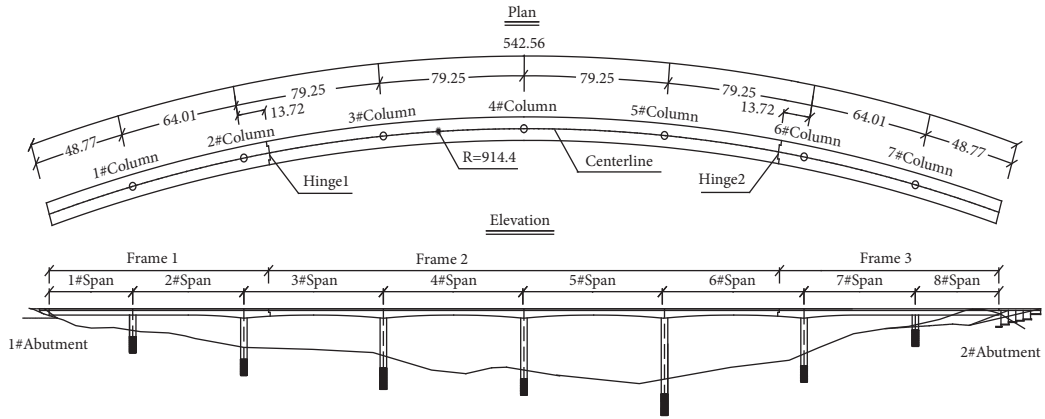 Plan
542.56
79.25
79.25
79.25
79.25
64.01
64.01
48.77
48.77
13.72
13.72
1#Column
2#Column
3#Column
4#Column
5#Column
6#Column
7#Column
R=914.4
Centerline
Hinge1
Hinge2
Elevation
Frame 1
Frame 2
Frame 3
1#Span
2#Span
3#Span
4#Span
5#Span
6#Span
7#Span
8#Span
1#Abutment
2#Abutment